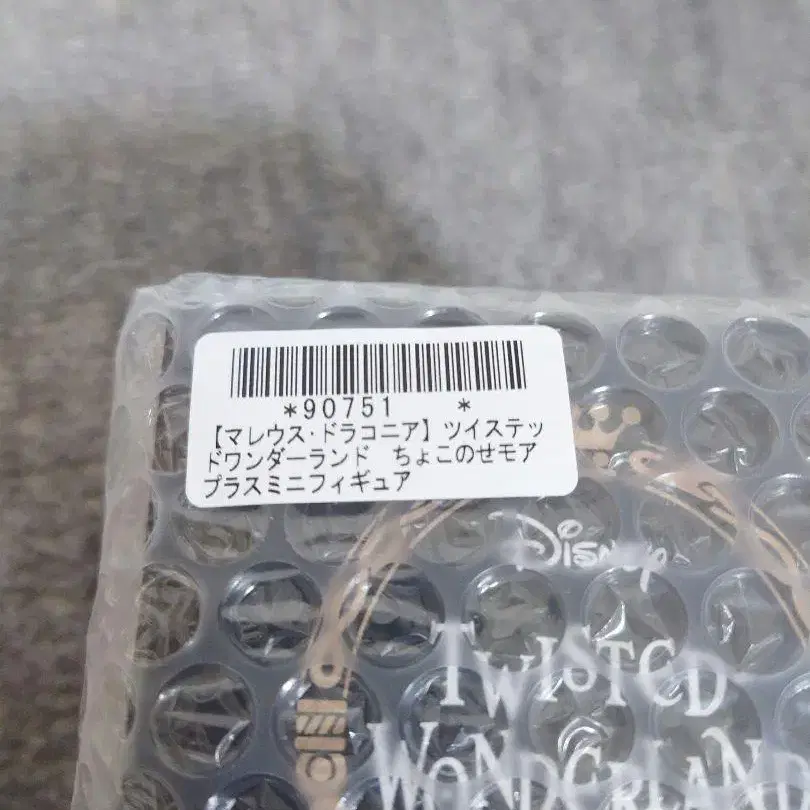 *90751 *
【マレウス・ドラコニア】ツイステッ
ドワンダーランド ちょこのせモア
プラスミニフィギュア
Disney
TWISTED
WONDERLAND